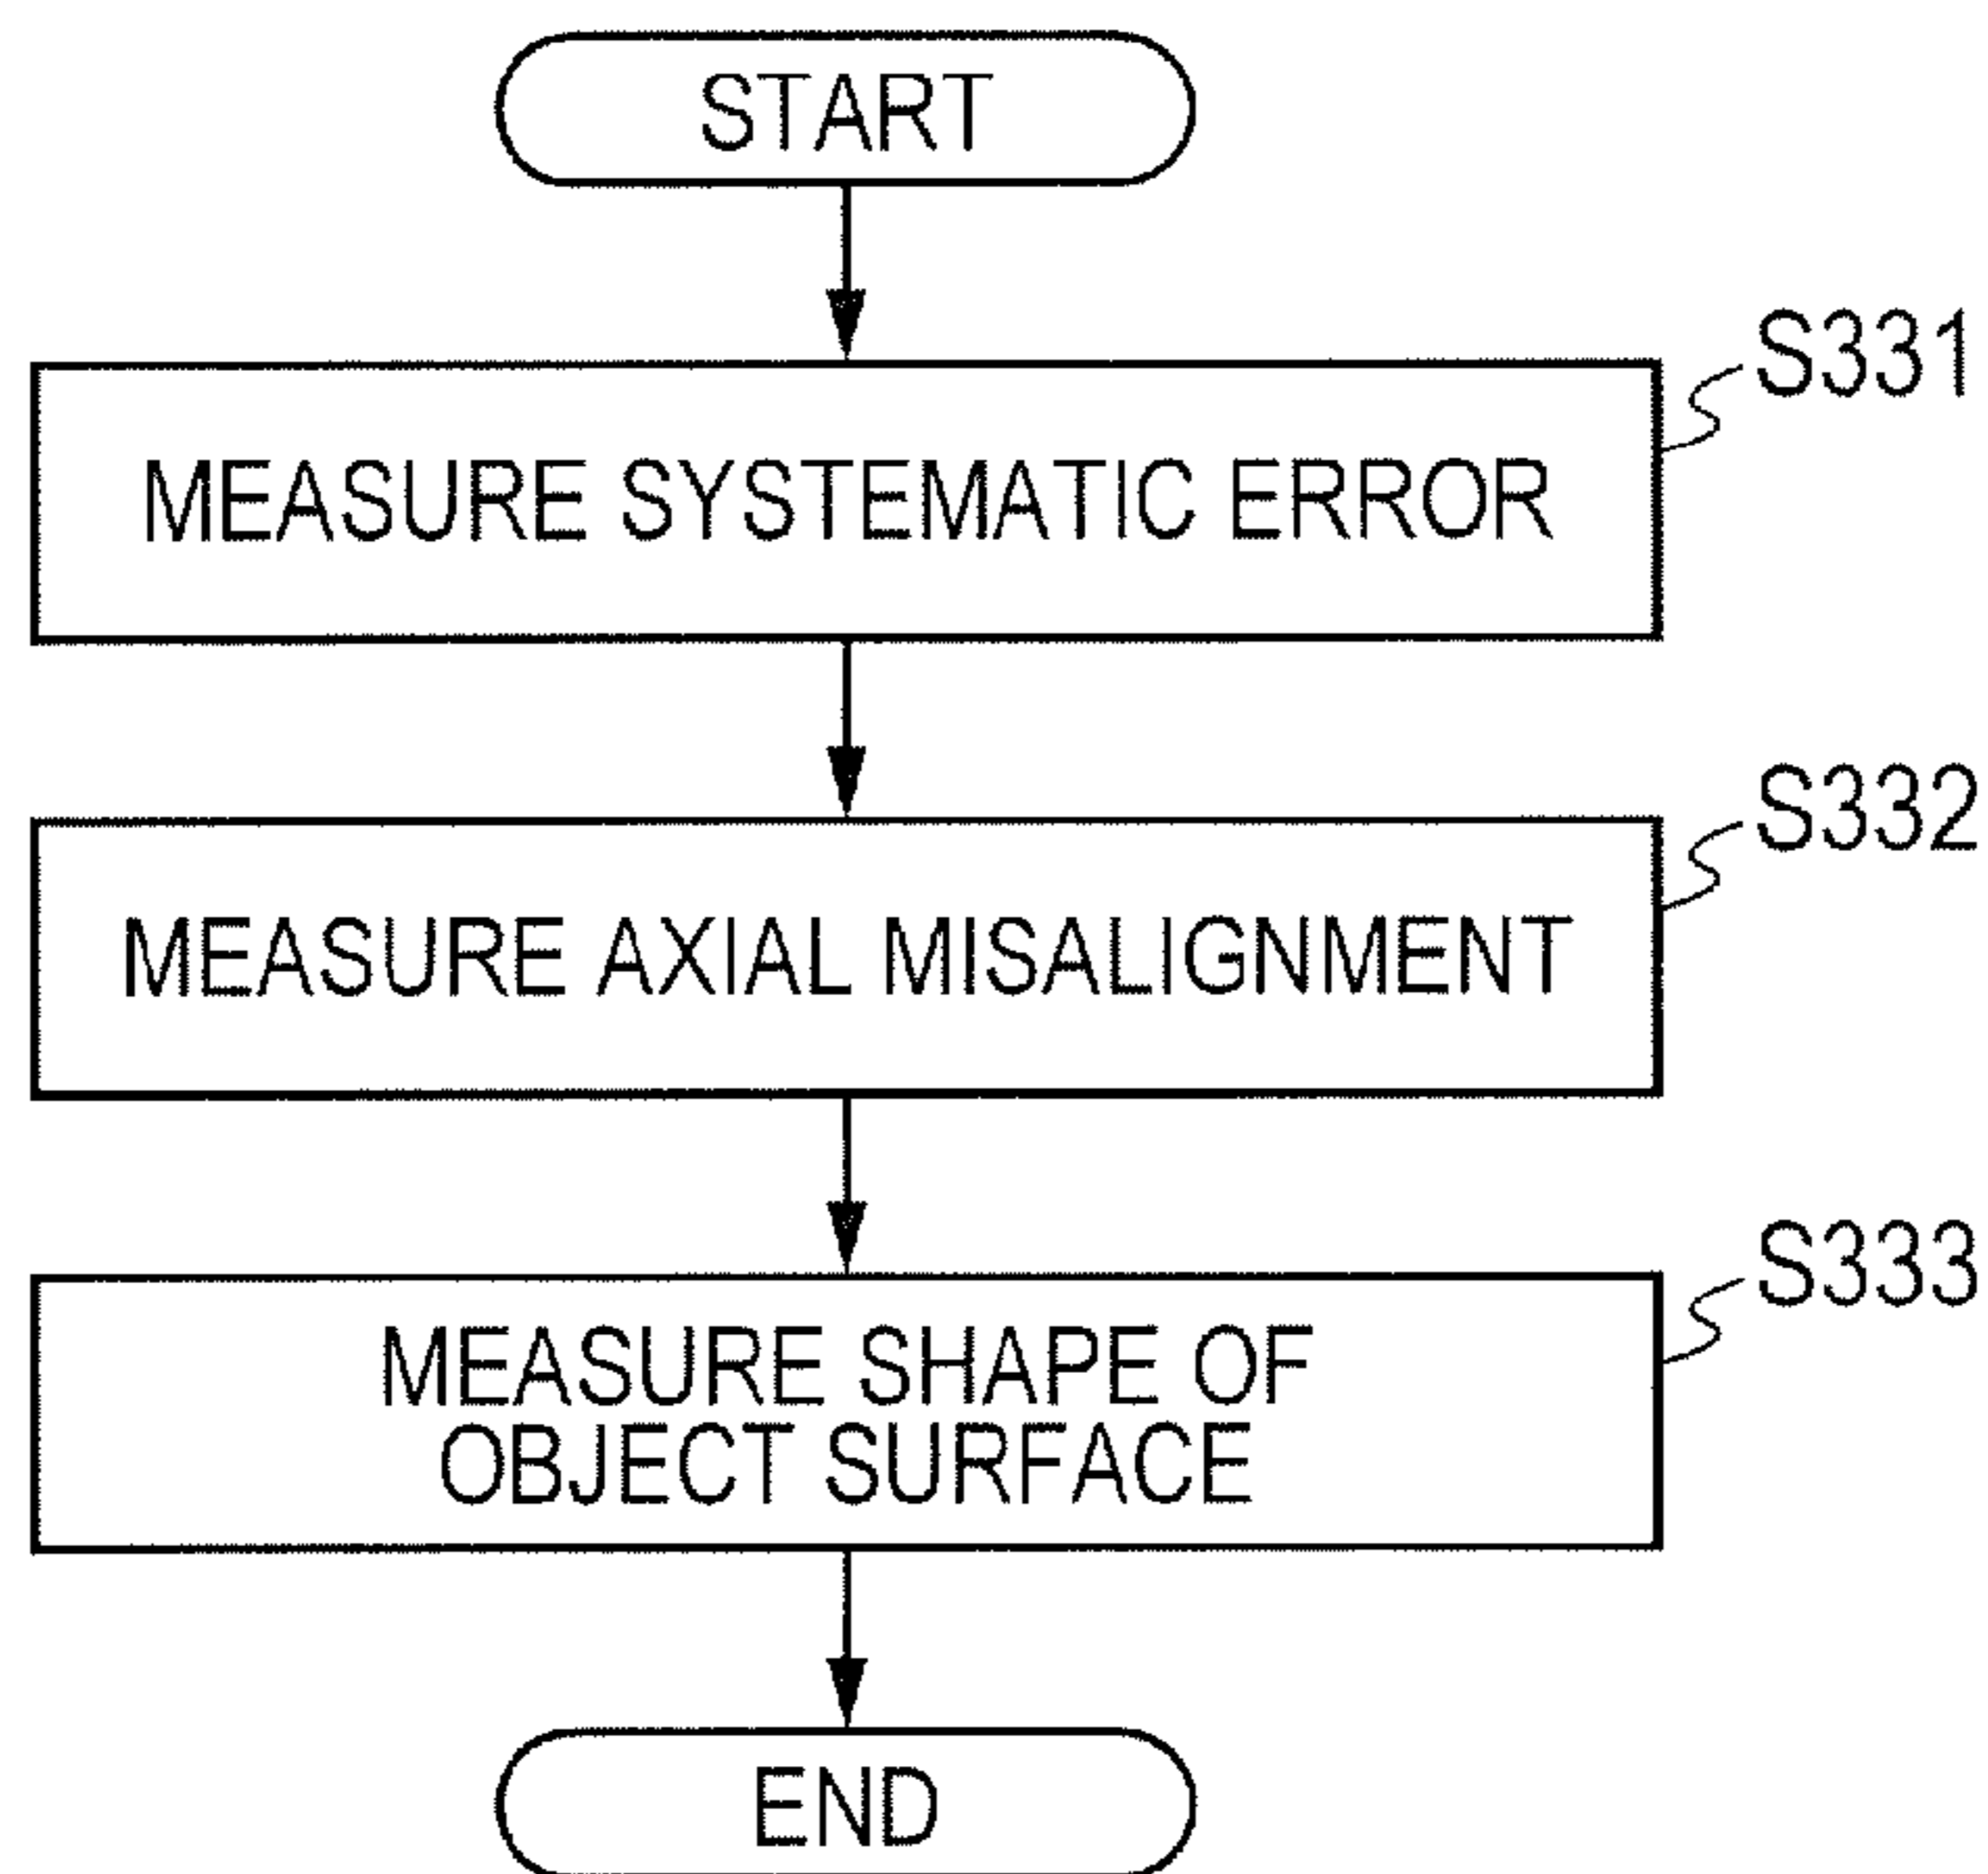 START
S331
MEASURE SYSTEMATIC ERROR
S332
MEASURE AXIAL MISALIGNMENT
S333
MEASURE SHAPE OF
OBJECT SURFACE
END